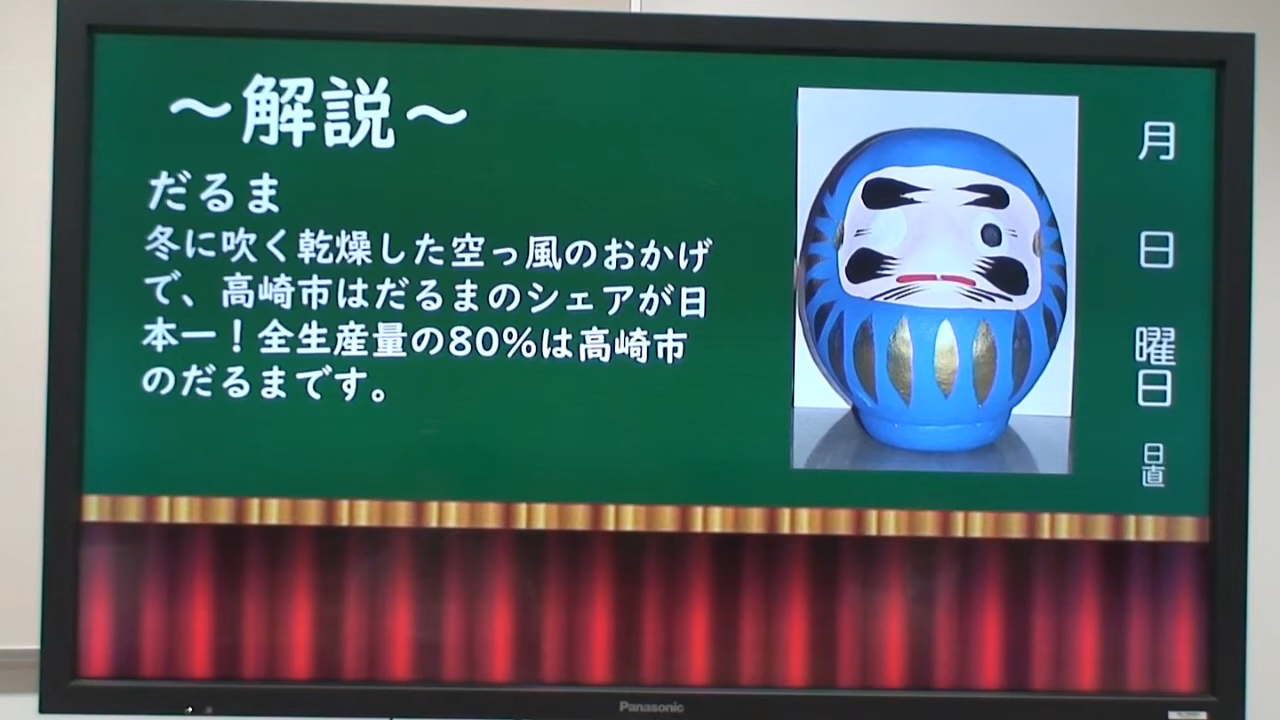 ～解説～
だるま
冬に吹く乾燥した空っ風のおかげ
で、高崎市はだるまのシェアが日
本一！全生産量の80%は高崎市
のだるまです。
月
日
曜日
日直
Panasonic